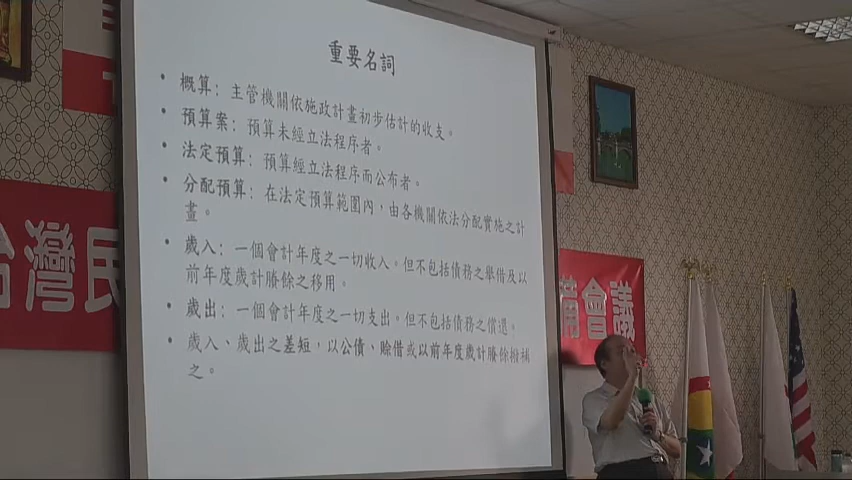 重要名詞
• 概算：主管機關依施政計畫初步估計的收支。
• 預算案：預算未經立法程序者。
• 法定預算：預算經立法程序而公布者。
• 分配預算：在法定預算範圍內，由各機關依法分配實施之計
畫。
• 歲入：一個會計年度之一切收入。但不包括債務之舉借及以
前年度歲計賸餘之移用。
• 歲出：一個會計年度之一切支出。但不包括債務之償還。
• 歲入、歲出之差短，以公債、賒借或以前年度歲計賸餘撥補
之。
台灣民
備會議